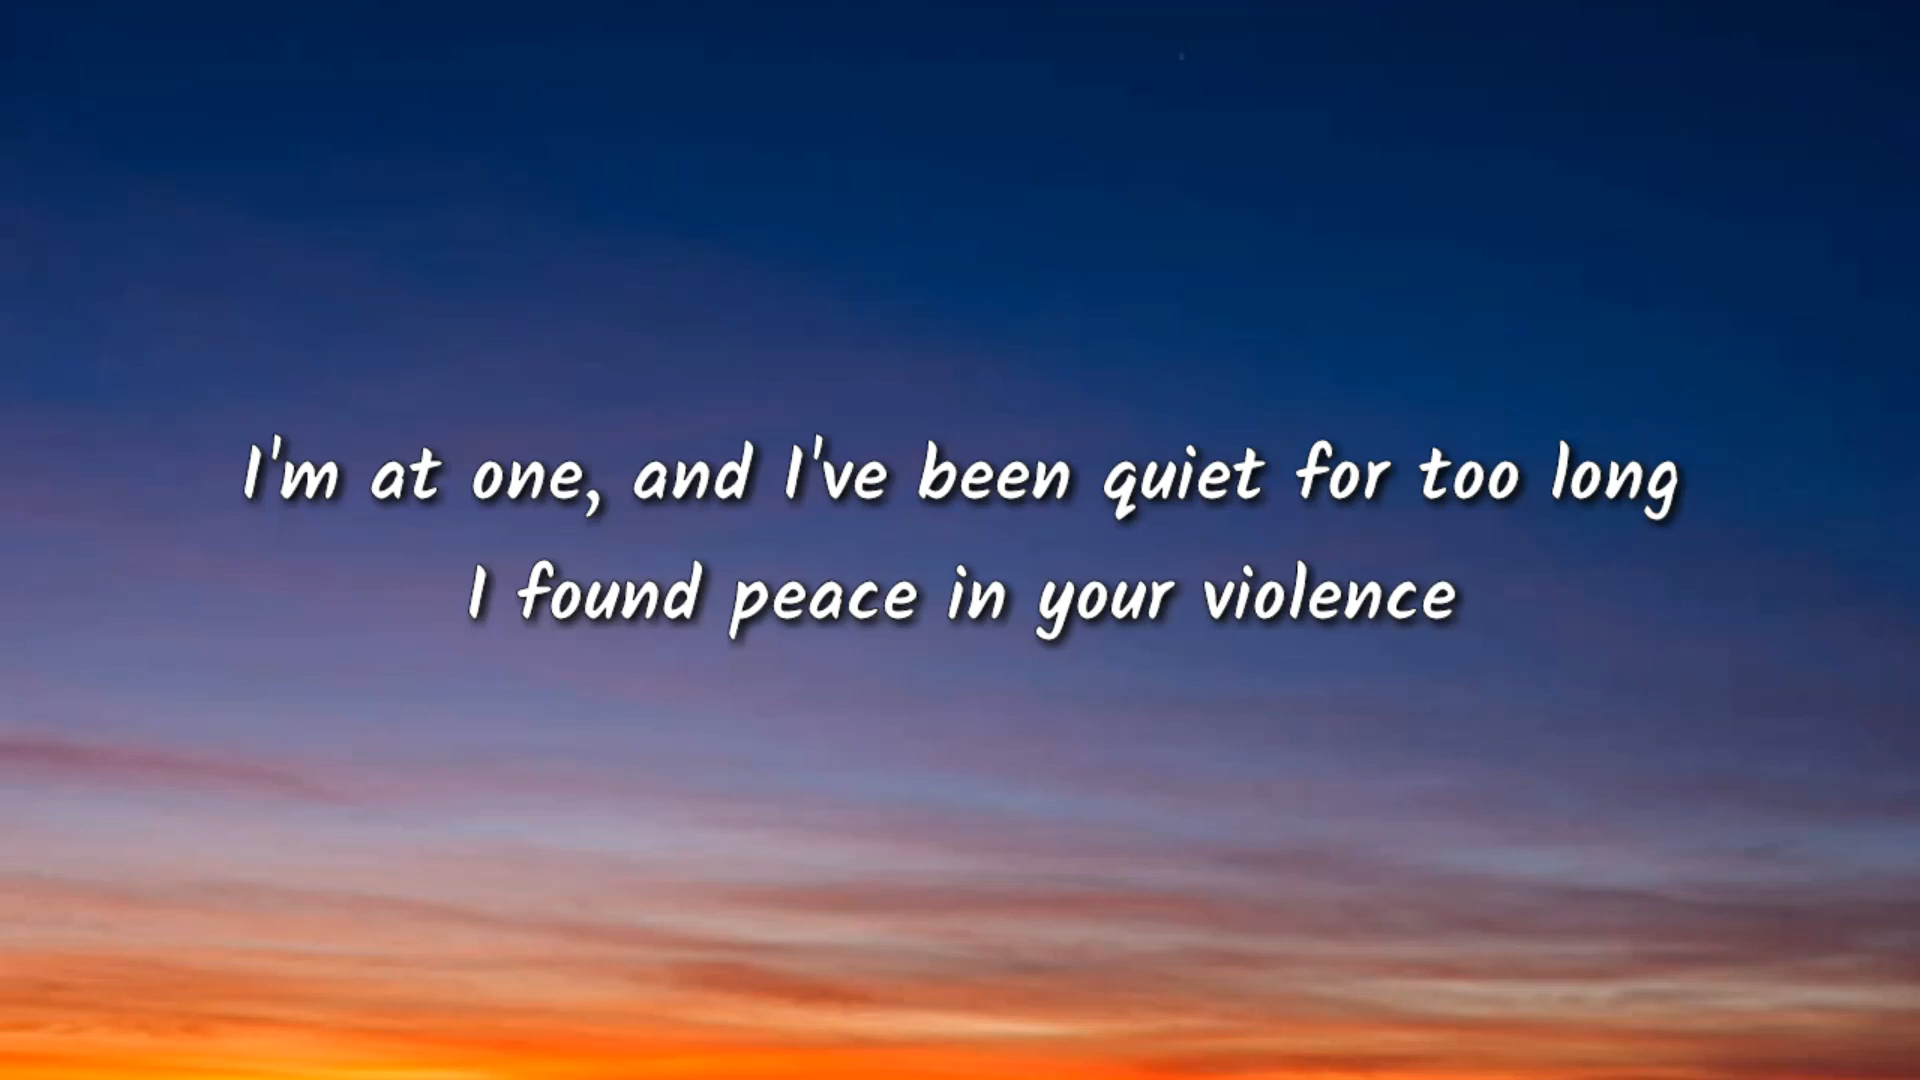 I'm at one, and I've been quiet for too long
I found peace in your violence